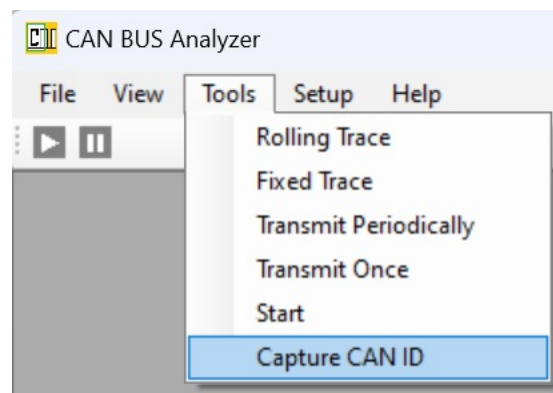 CAN BUS Analyzer
File View Tools Setup Help
Rolling Trace
Fixed Trace
Transmit Periodically
Transmit Once
Start
Capture CAN ID